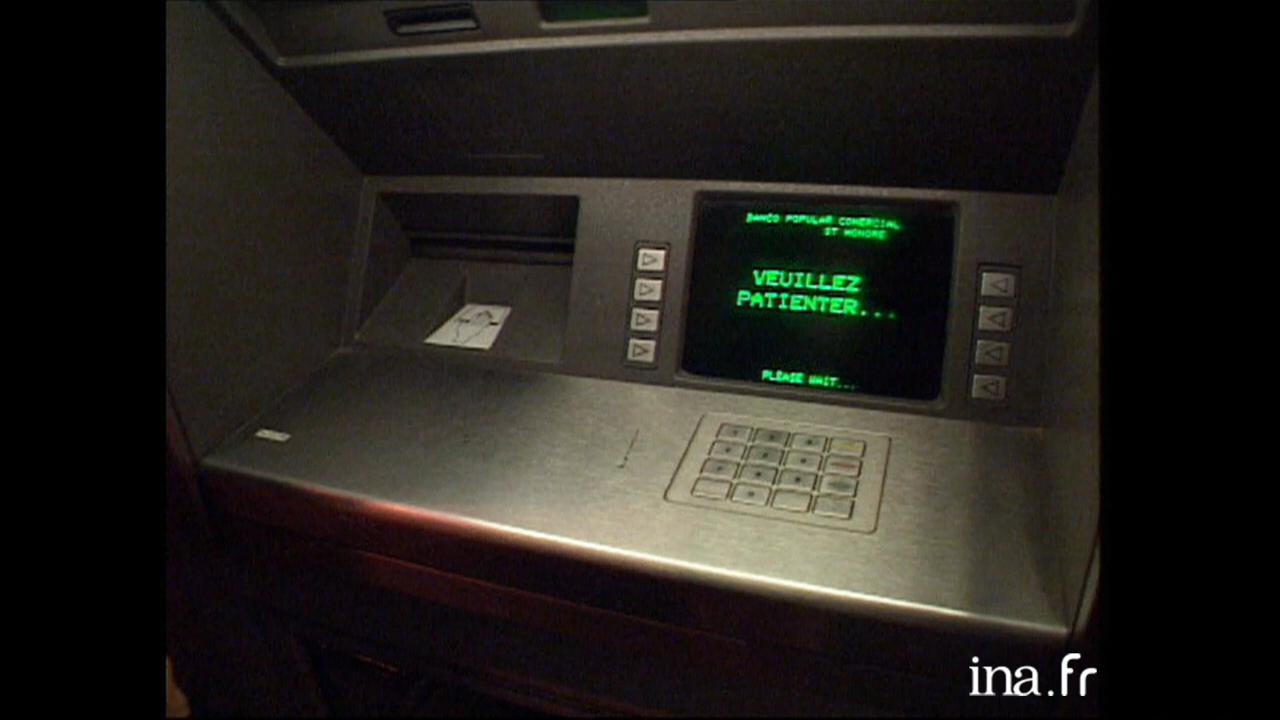 BANCO POPULAR COMERCIAL
ST HONORE
VEUILLEZ
PATIENTER...
PLEASE WAIT...
ina.fr